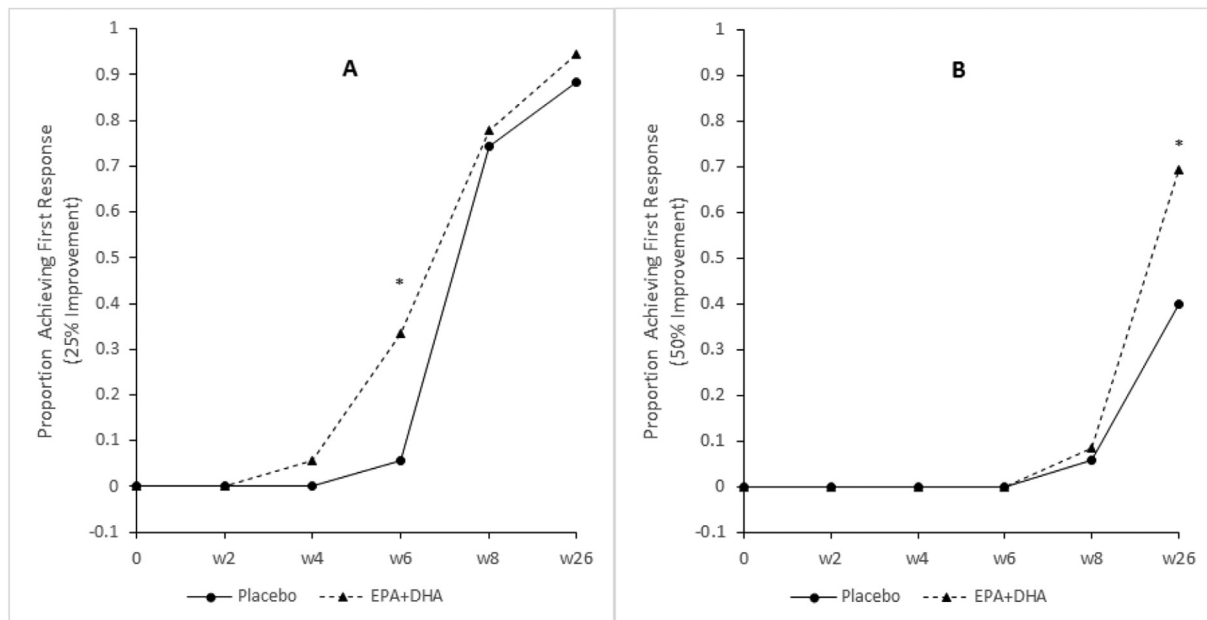 A
Proportion Achieving First Response
(25% Improvement)
1
0.9
0.8
0.7
0.6
0.5
0.4
0.3
0.2
0.1
0
-0.1
*
0 w2 w4 w6 w8 w26
Placebo EPA+DHA
B
Proportion Achieving First Response
(50% Improvement)
1
0.9
0.8
0.7
0.6
0.5
0.4
0.3
0.2
0.1
0
-0.1
*
0 w2 w4 w6 w8 w26
Placebo EPA+DHA